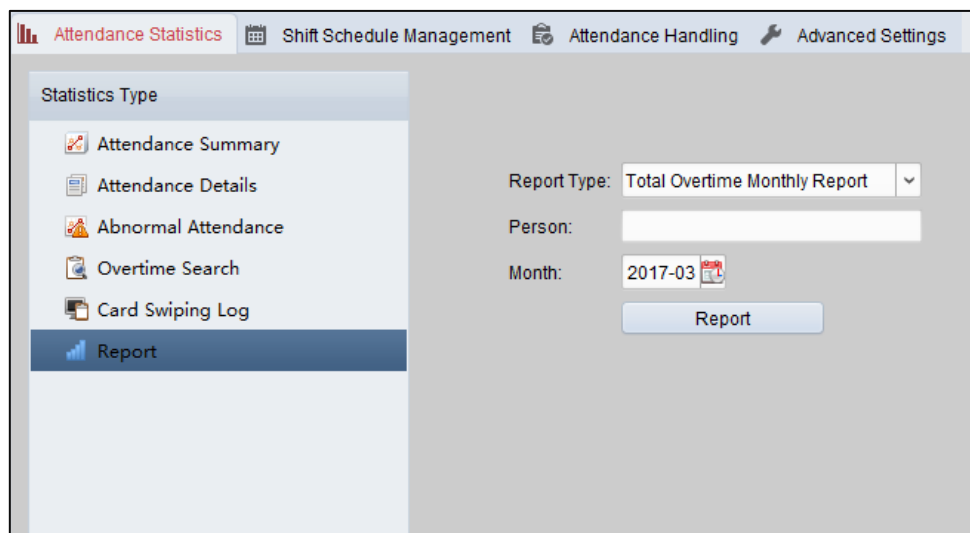 Attendance Statistics Shift Schedule Management Attendance Handling Advanced Settings
Statistics Type
Attendance Summary
Attendance Details
Abnormal Attendance
Overtime Search
Card Swiping Log
Report
Report Type: Total Overtime Monthly Report
Person:
Month: 2017-03
Report